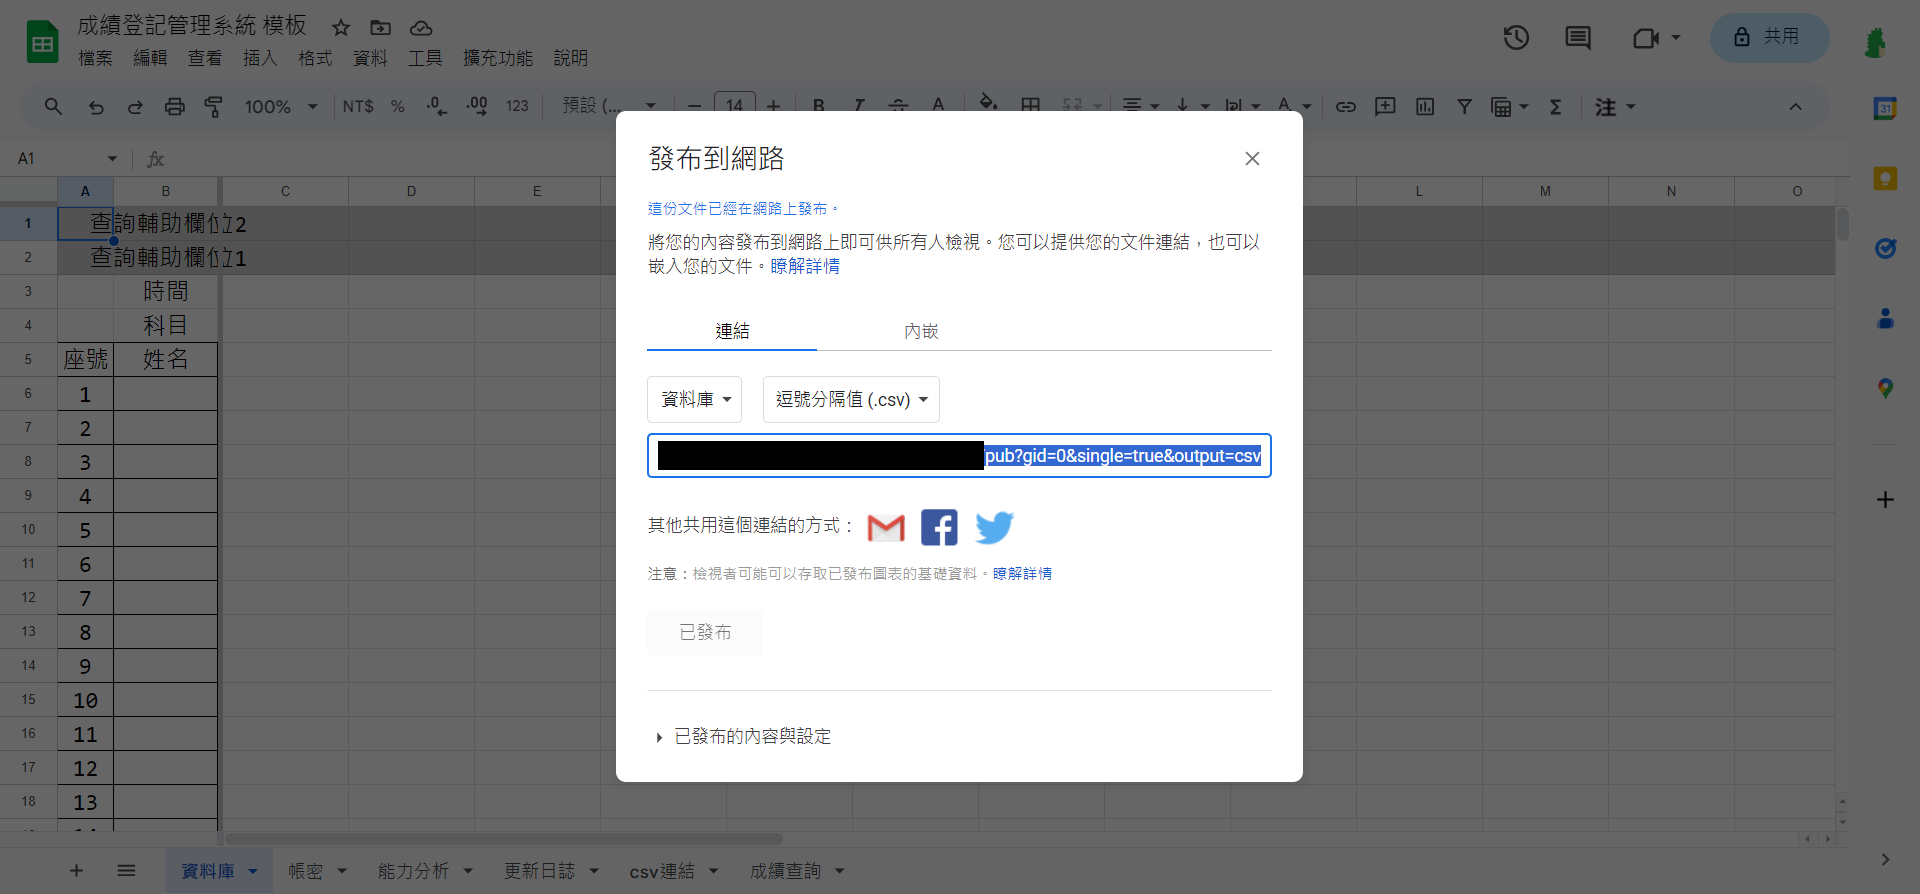 成績登記管理系統 模板
檔案 編輯 查看 插入 格式 資料 工具 擴充功能 說明
共用
100% NT$ % .0 .00 123 預設 (... 14 B I A A Σ 注
31
A1 fx
A B C D E L M N O
1 查詢輔助欄位2
2 查詢輔助欄位1
3 時間
4 科目
5 座號 姓名
6 1
7 2
8 3
9 4
10 5
11 6
12 7
13 8
14 9
15 10
16 11
17 12
18 13
發布到網路
這份文件已經在網路上發布。
將您的內容發布到網路上即可供所有人檢視。您可以提供您的文件連結，也可以
嵌入您的文件。瞭解詳情
連結 內嵌
資料庫 逗號分隔值 (.csv)
pub?gid=0&single=true&output=csv
其他共用這個連結的方式：
注意：檢視者可能可以存取已發布圖表的基礎資料。瞭解詳情
已發布
已發布的內容與設定
資料庫 帳密 能力分析 更新日誌 csv連結 成績查詢